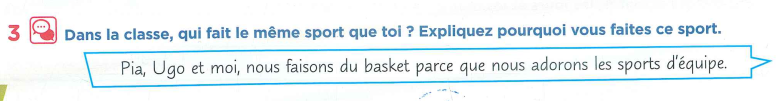 3 Dans la classe, qui fait le même sport que toi ? Expliquez pourquoi vous faites ce sport.
Pia, Ugo et moi, nous faisons du basket parce que nous adorons les sports d'équipe.